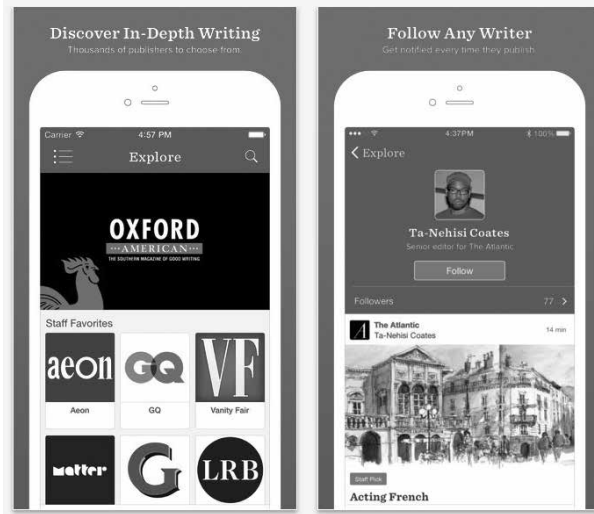 Discover In-Depth Writing
Thousands of publishers to choose from.
Carrier
4:57 PM
Explore
OXFORD
AMERICAN
THE SOUTHERN MAGAZINE OF GOOD WRITING
Staff Favorites
aeon
GQ
VF
Aeon
GQ
Vanity Fair
matter
G
LRB
Follow Any Writer
Get notified every time they publish.
4:37PM
100%
Explore
Ta-Nehisi Coates
Senior editor for The Atlantic
Follow
Followers
77
A
The Atlantic
Ta-Nehisi Coates
14 min
Staff Pick
Acting French